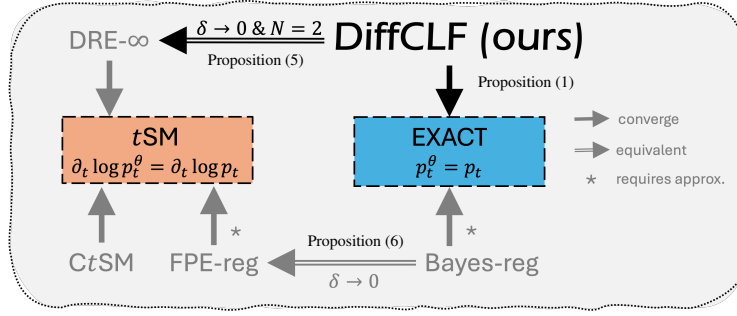 DRE-∞
δ → 0 & N = 2
DiffCLF (ours)
Proposition (5)
Proposition (1)
tSM
∂ₜ log pₜᶿ = ∂ₜ log pₜ
EXACT
pₜᶿ = pₜ
converge
equivalent
* requires approx.
*
*
CtSM
FPE-reg
Proposition (6)
δ → 0
Bayes-reg